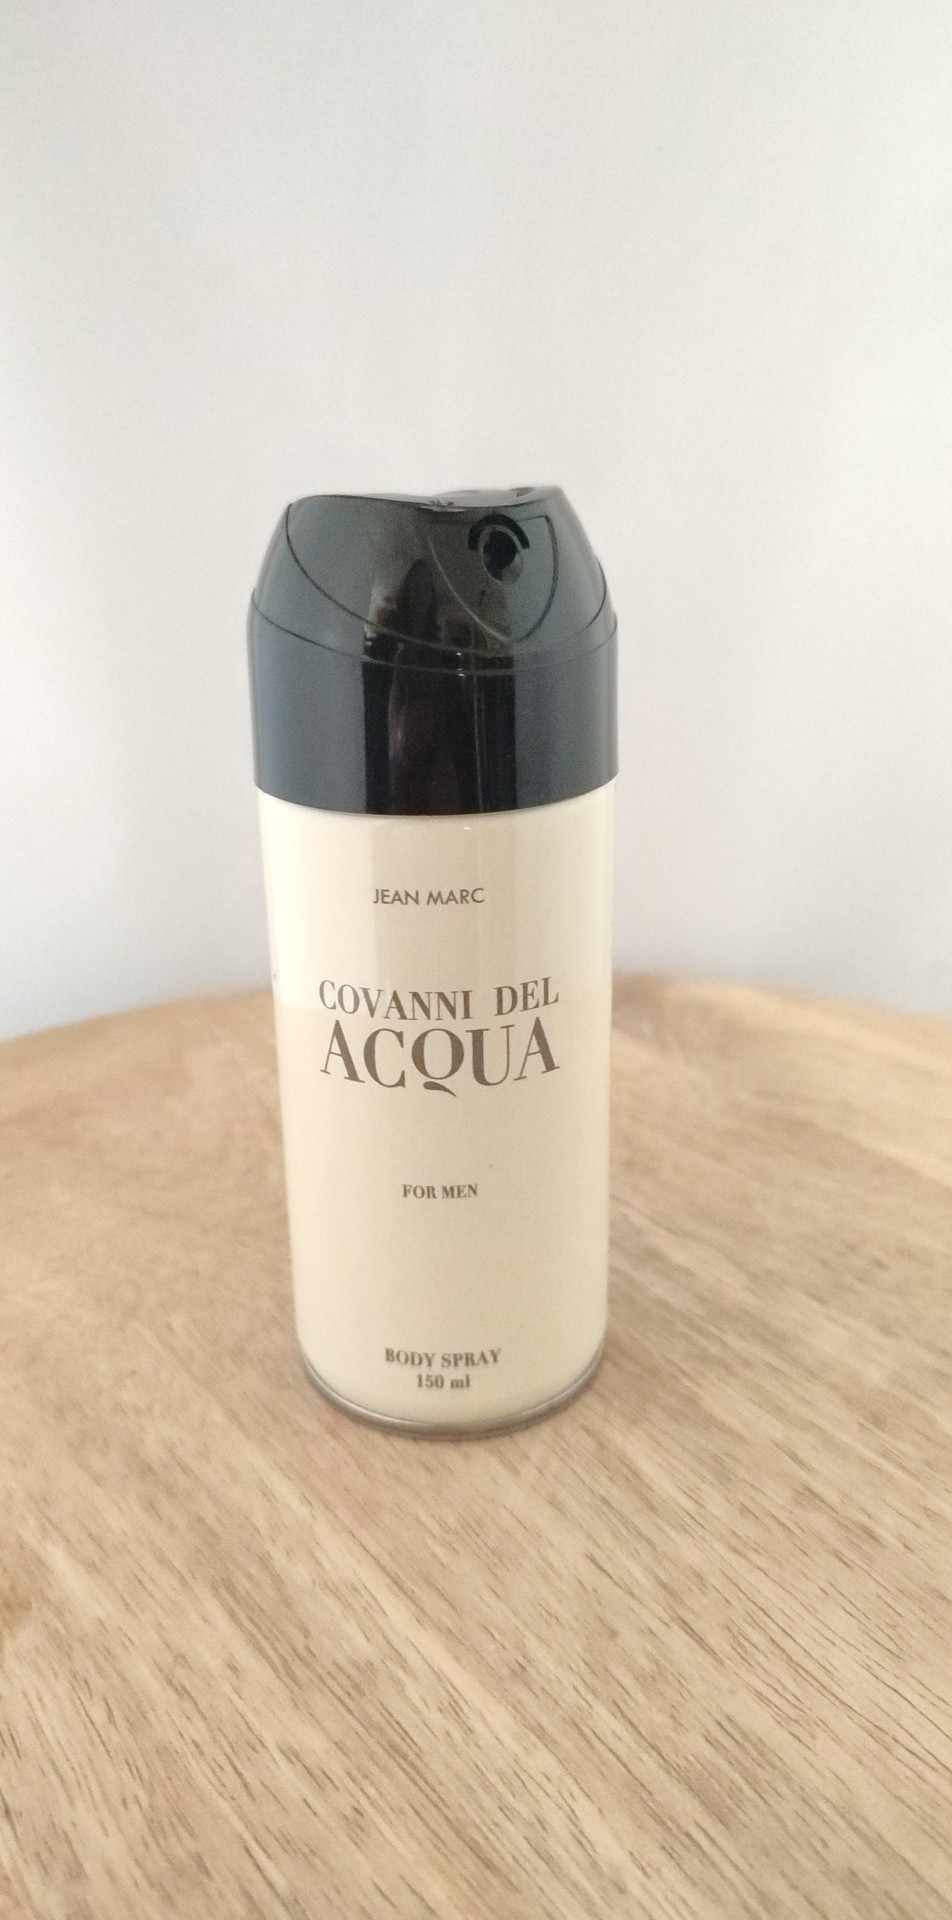 JEAN MARC
COVANNI DEL
ACQUA
FOR MEN
BODY SPRAY
150 ml